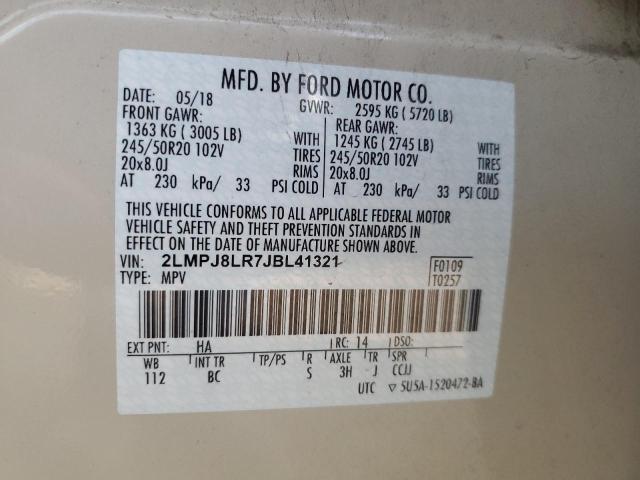 MFD. BY FORD MOTOR CO.
DATE: 05/18 GVWR: 2595 KG ( 5720 LB)
FRONT GAWR: REAR GAWR:
1363 KG ( 3005 LB) WITH 1245 KG ( 2745 LB) WITH
245/50R20 102V TIRES 245/50R20 102V TIRES
20x8.0J RIMS 20x8.0J RIMS
AT 230 kPa/ 33 PSI COLD AT 230 kPa/ 33 PSI COLD
THIS VEHICLE CONFORMS TO ALL APPLICABLE FEDERAL MOTOR
VEHICLE SAFETY AND THEFT PREVENTION STANDARDS IN
EFFECT ON THE DATE OF MANUFACTURE SHOWN ABOVE.
VIN: 2LMPJ8LR7JBL41321 F0109
TYPE: MPV T0257
EXT PNT: HA RC: 14 DSO:
WB INT TR TP/PS R AXLE TR SPR
112 BC S 3H J CCJJ
UTC ▽ 5U5A-1520472-BA